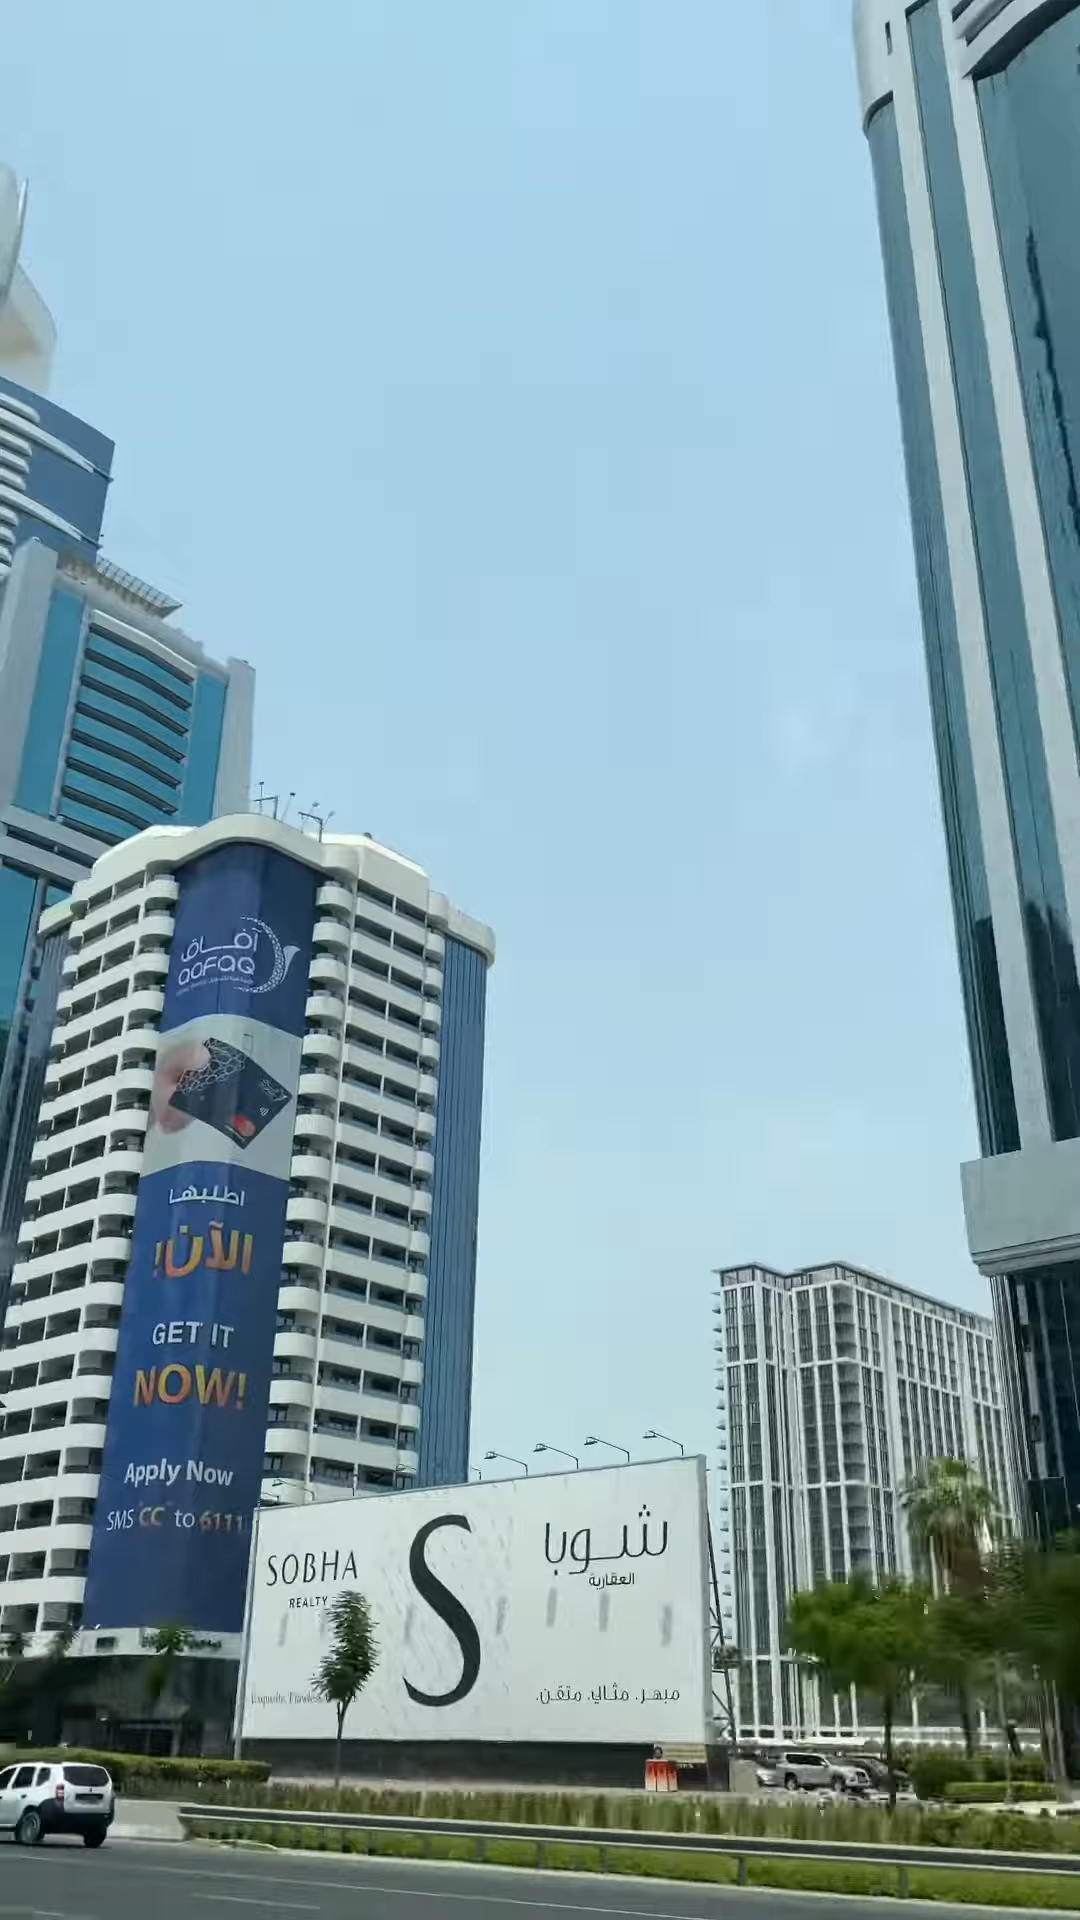 آفاق
aaFaQ
اطلبها
الآن!
GET IT
NOW!
Apply Now
SMS "CC" to 6111
SOBHA
REALTY
S
شوبا
العقارية
مبهر. مثالي. متقن.